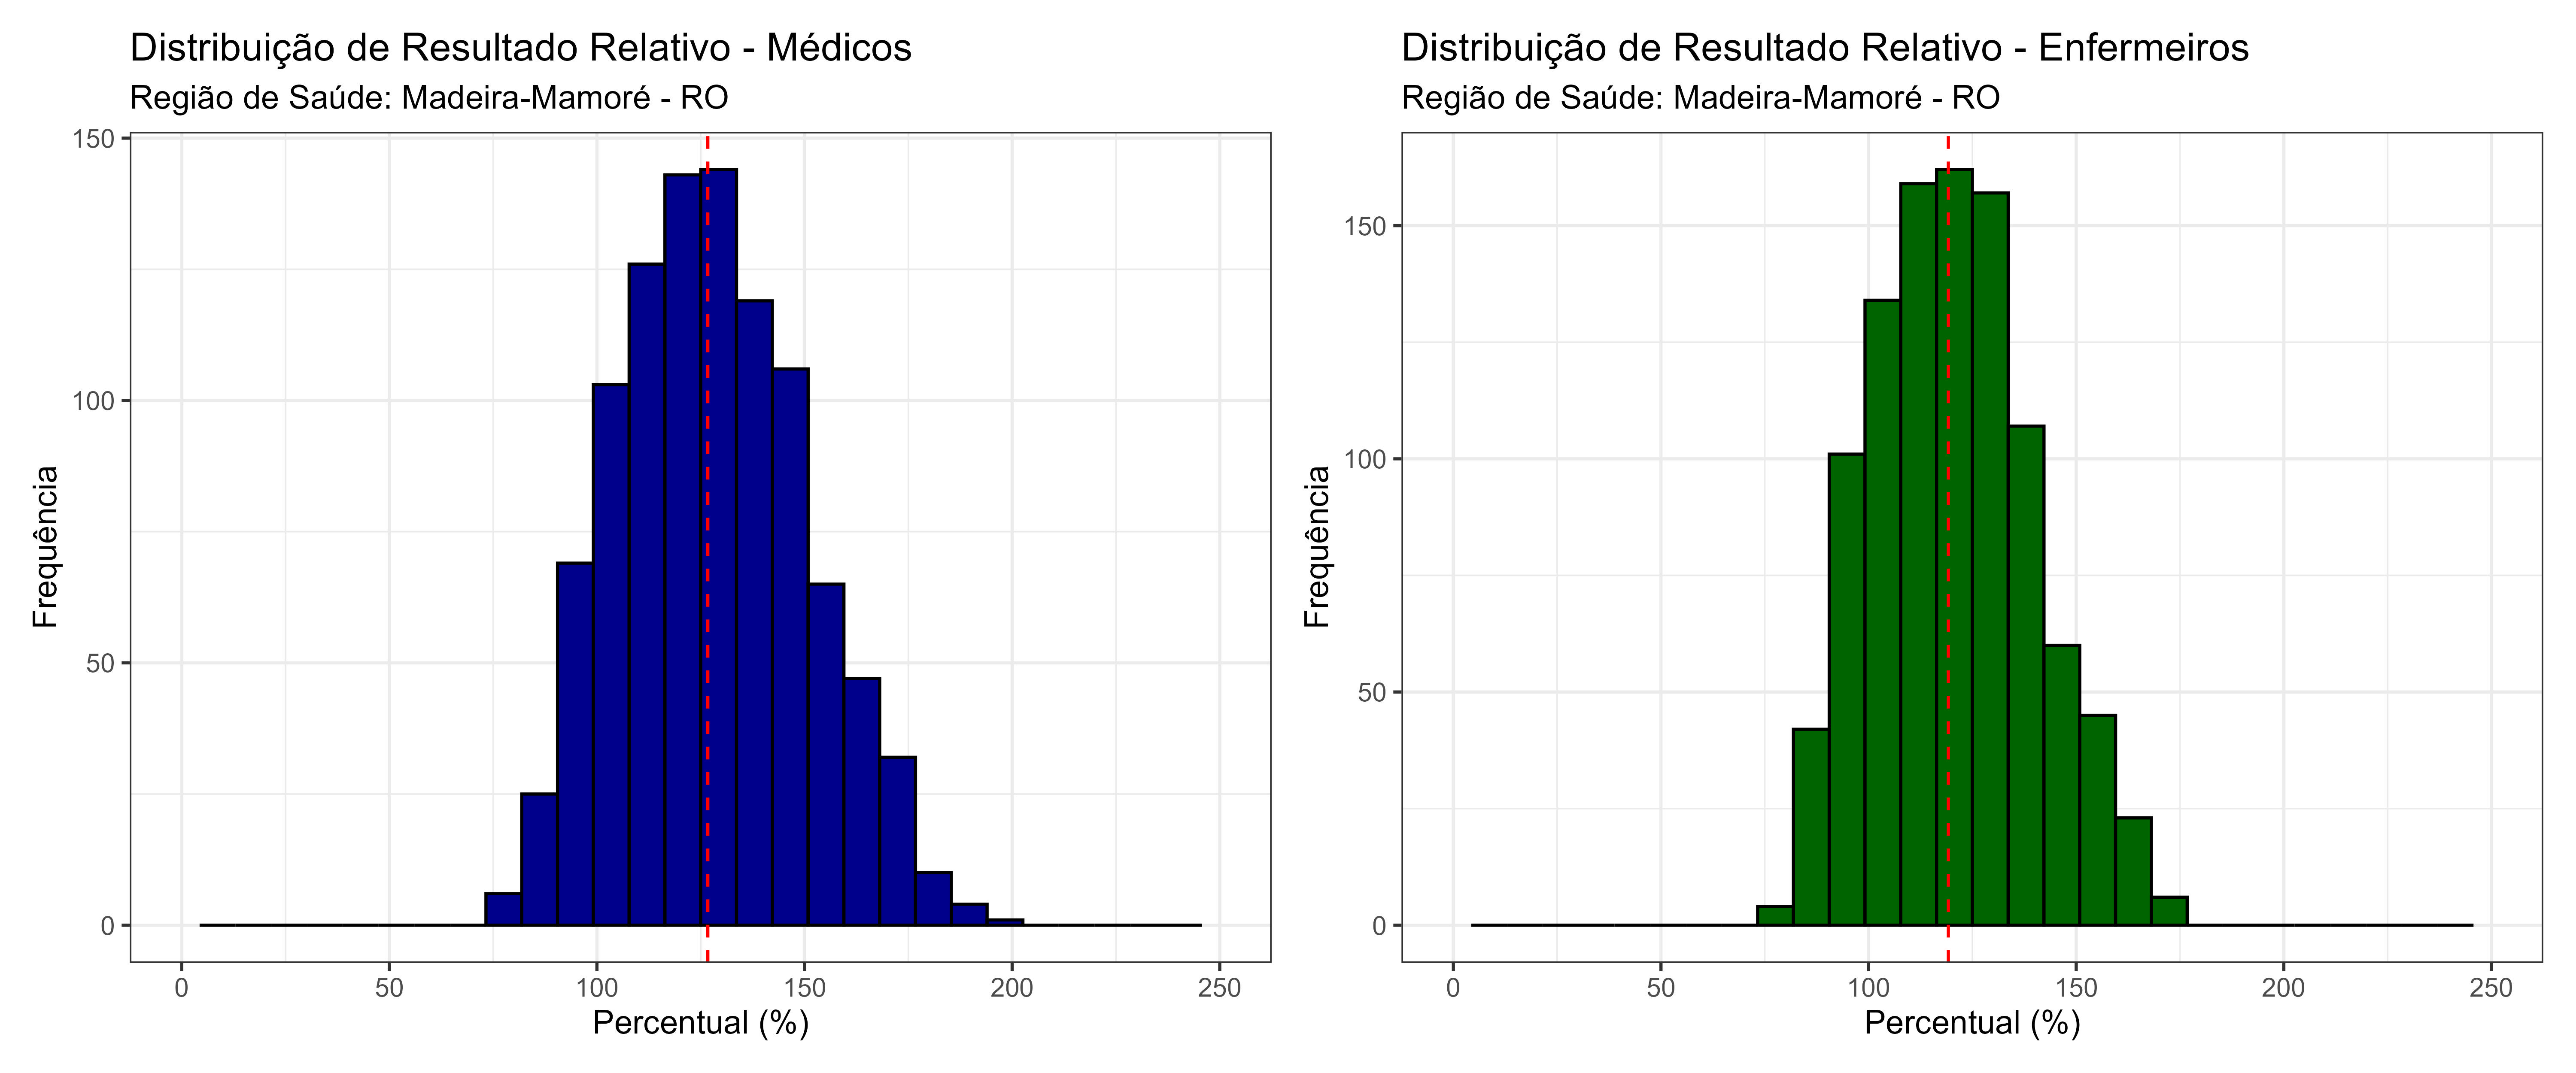 Distribuição de Resultado Relativo - Médicos
Região de Saúde: Madeira-Mamoré - RO
150
100
50
0
Frequência
0 50 100 150 200 250
Percentual (%)
Distribuição de Resultado Relativo - Enfermeiros
Região de Saúde: Madeira-Mamoré - RO
150
100
50
0
Frequência
0 50 100 150 200 250
Percentual (%)